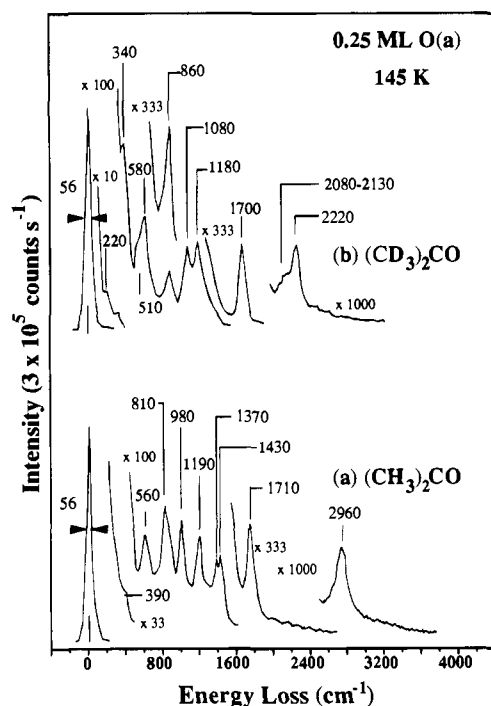 0.25 ML O(a)
145 K
340
x 100
x 333
860
1080
56
x 10
580
1180
x 333
1700
2080-2130
220
2220
(b) (CD₃)₂CO
510
x 1000
Intensity (3 x 10⁵ counts s⁻¹)
810
980
1370
1430
x 100
1190
(a) (CH₃)₂CO
56
560
1710
2960
x 333
x 1000
390
x 33
0 800 1600 2400 3200 4000
Energy Loss (cm⁻¹)